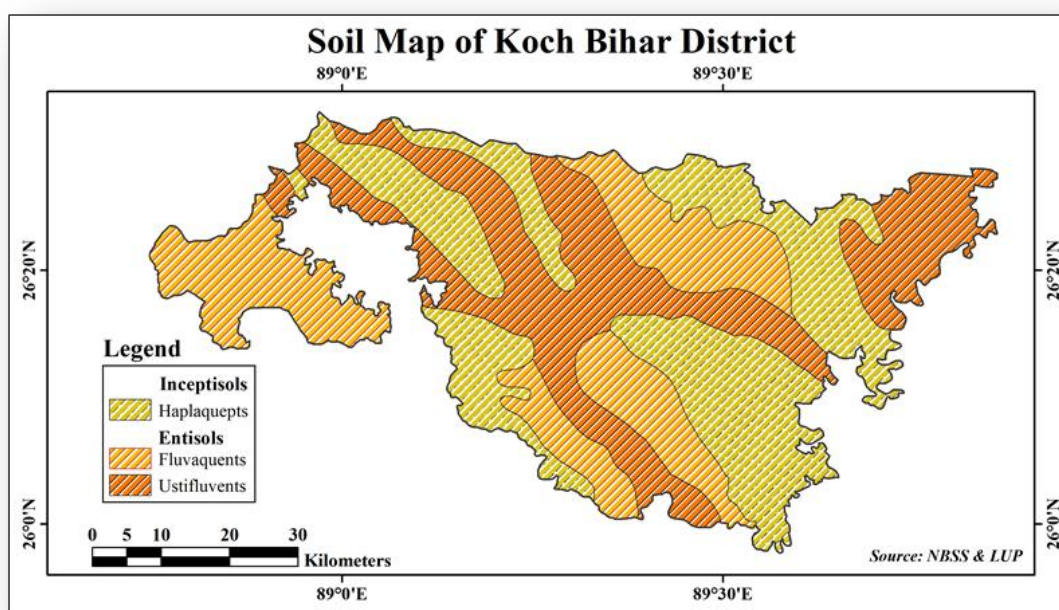 Soil Map of Koch Bihar District
89°0'E 89°30'E
26°20'N 26°20'N
Legend
Inceptisols
Haplaquepts
Entisols
Fluvaquents
Ustifluvents
26°0'N 26°0'N
0 5 10 20 30
Kilometers
Source: NBSS & LUP
89°0'E 89°30'E